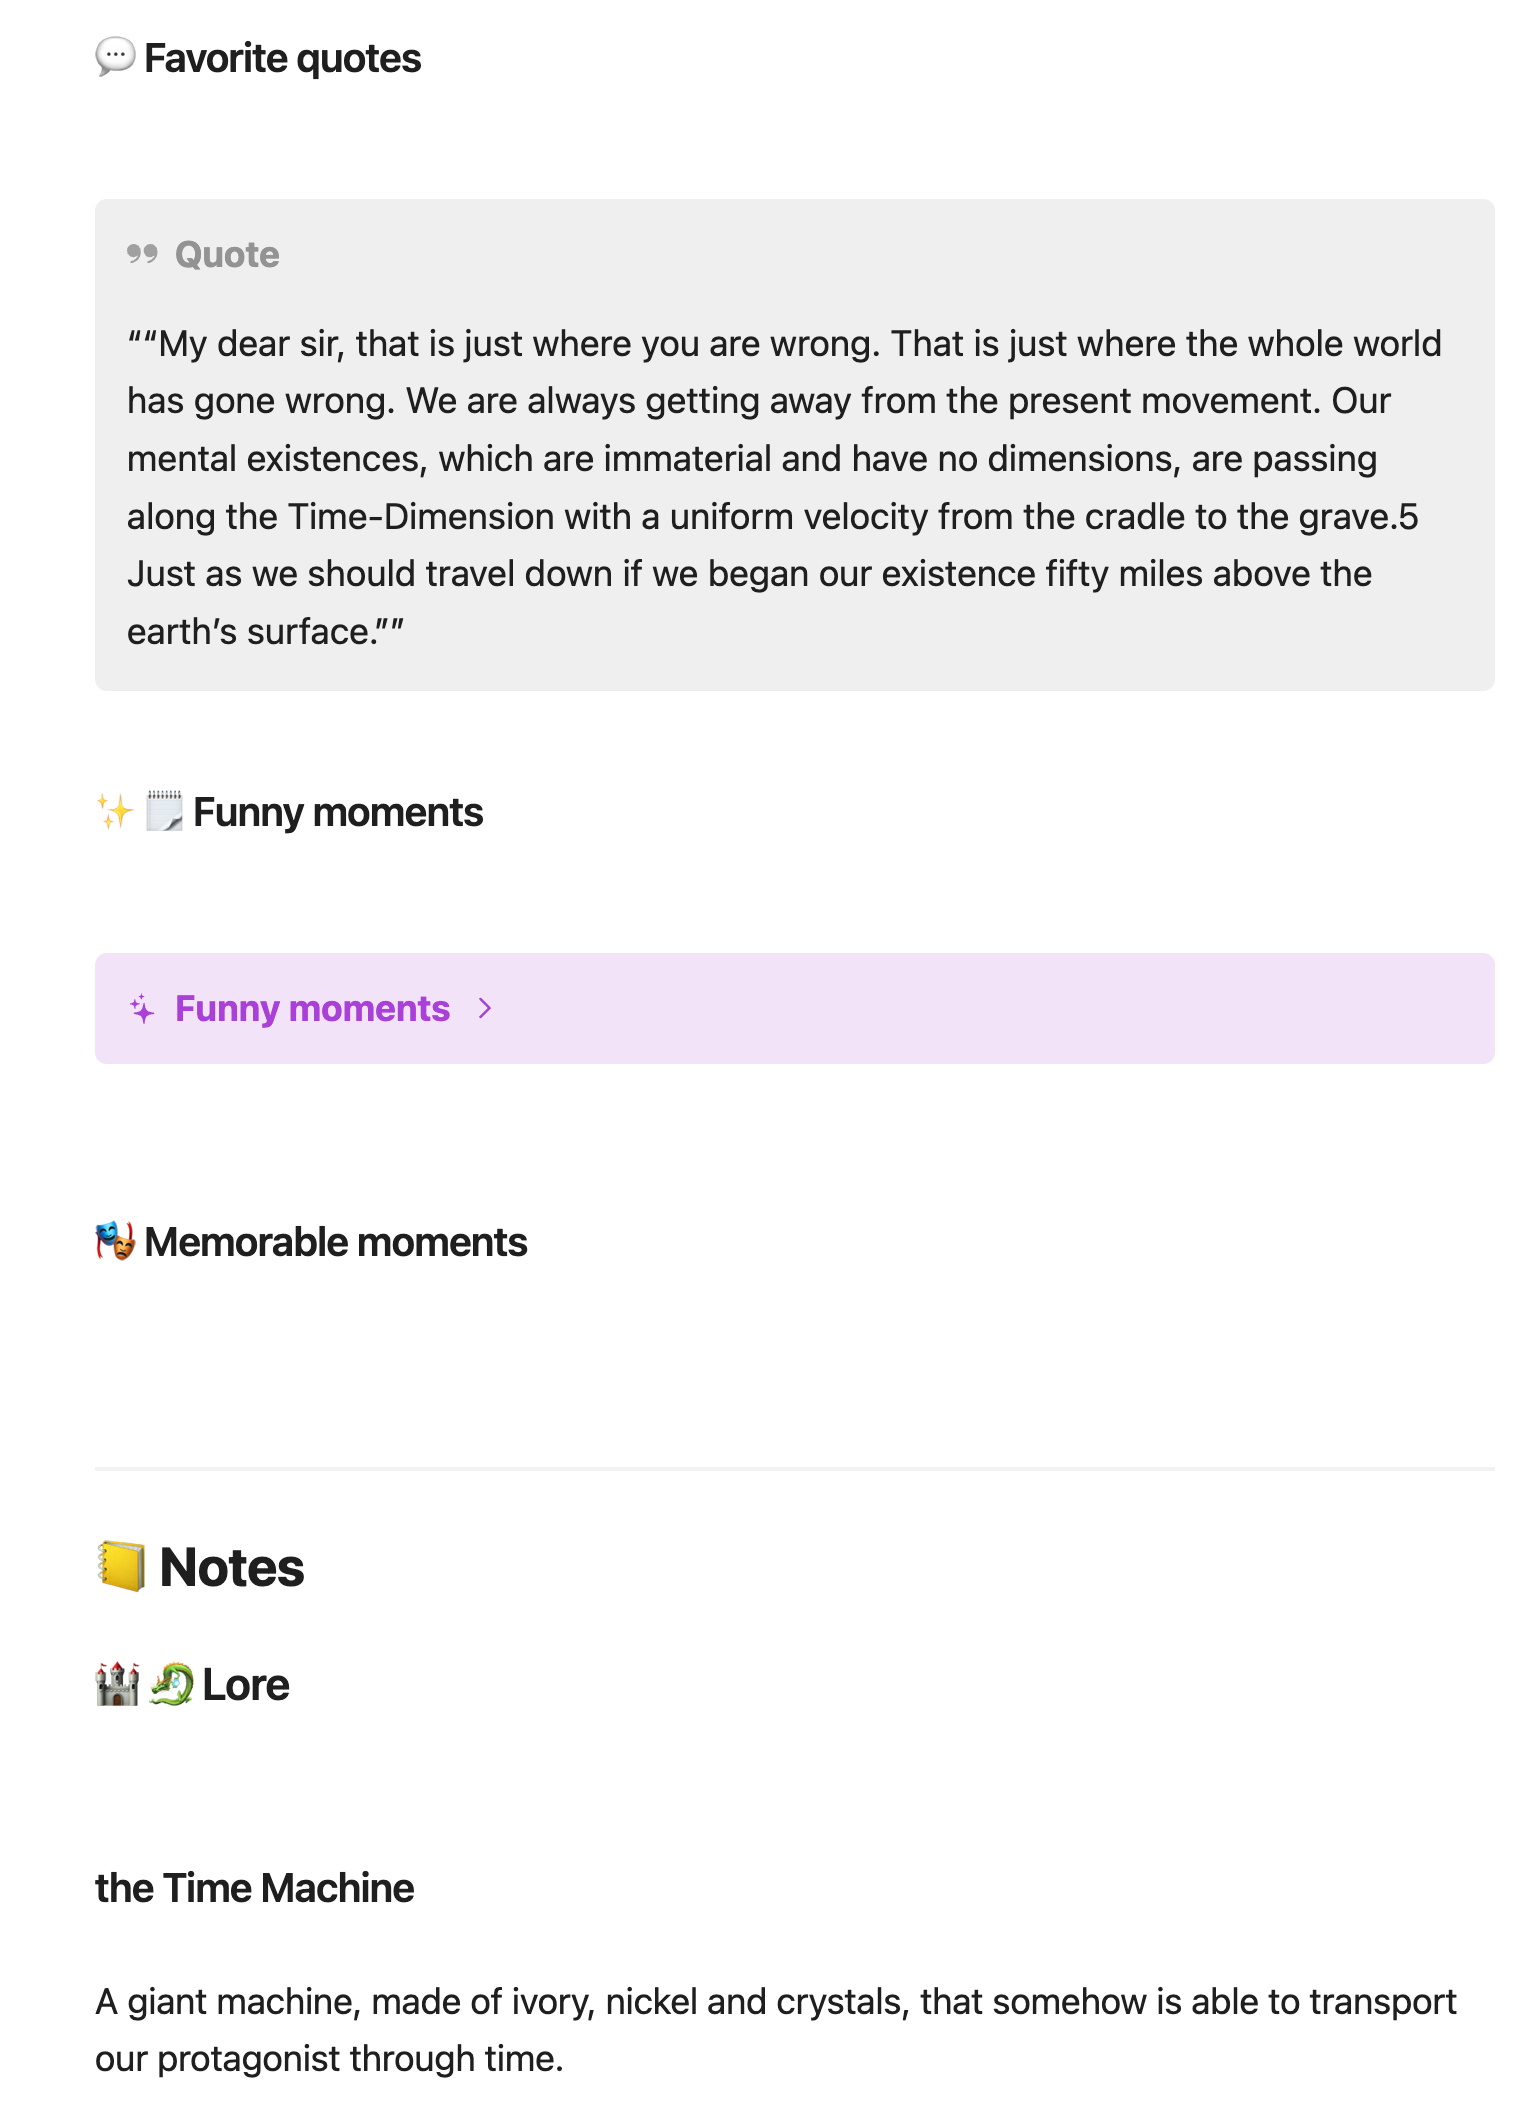 💬 Favorite quotes
Quote
““My dear sir, that is just where you are wrong. That is just where the whole world
has gone wrong. We are always getting away from the present movement. Our
mental existences, which are immaterial and have no dimensions, are passing
along the Time-Dimension with a uniform velocity from the cradle to the grave.5
Just as we should travel down if we began our existence fifty miles above the
earth’s surface.””
✨ 🗒️ Funny moments
Funny moments
🎭 Memorable moments
📒 Notes
🏰 🐉 Lore
the Time Machine
A giant machine, made of ivory, nickel and crystals, that somehow is able to transport
our protagonist through time.